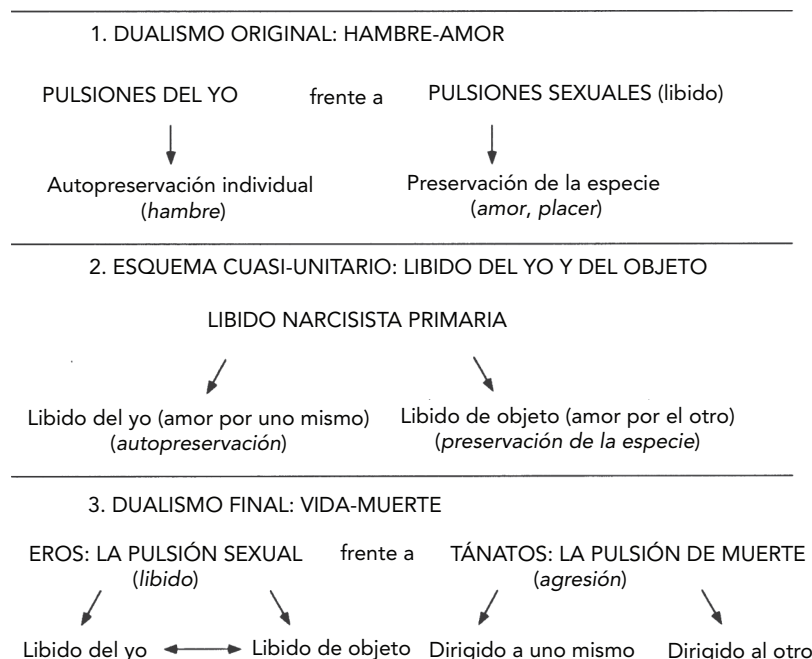 1. DUALISMO ORIGINAL: HAMBRE-AMOR
PULSIONES DEL YO frente a PULSIONES SEXUALES (libido)
Autopreservación individual Preservación de la especie
(hambre) (amor, placer)
2. ESQUEMA CUASI-UNITARIO: LIBIDO DEL YO Y DEL OBJETO
LIBIDO NARCISISTA PRIMARIA
Libido del yo (amor por uno mismo) Libido de objeto (amor por el otro)
(autopreservación) (preservación de la especie)
3. DUALISMO FINAL: VIDA-MUERTE
EROS: LA PULSIÓN SEXUAL frente a TÁNATOS: LA PULSIÓN DE MUERTE
(libido) (agresión)
Libido del yo Libido de objeto Dirigido a uno mismo Dirigido al otro